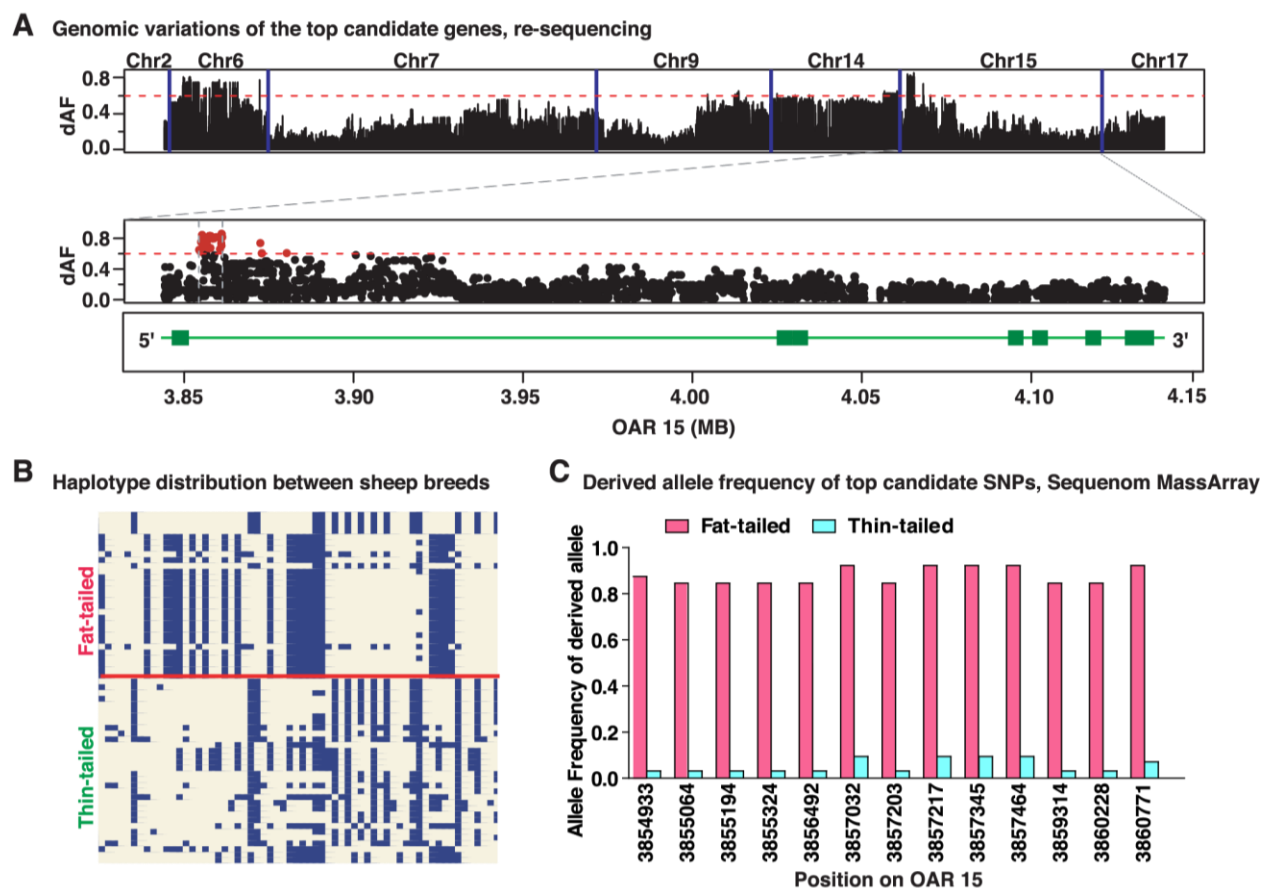 A Genomic variations of the top candidate genes, re-sequencing
Chr2 Chr6 Chr7 Chr9 Chr14 Chr15 Chr17
dAF
0.8
0.4
0.0
dAF
0.8
0.4
0.0
5' 3'
3.85 3.90 3.95 4.00 4.05 4.10 4.15
OAR 15 (MB)
B Haplotype distribution between sheep breeds
Fat-tailed
Thin-tailed
C Derived allele frequency of top candidate SNPs, Sequenom MassArray
Fat-tailed Thin-tailed
Allele Frequency of derived allele
1.0
0.8
0.6
0.4
0.2
0.0
3854933
3855064
3855194
3855324
3856492
3857032
3857203
3857217
3857345
3857464
3859314
3860228
3860771
Position on OAR 15